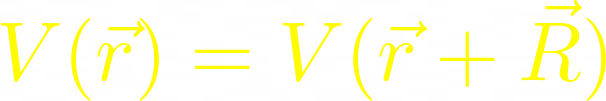 V(r⃗) = V(r⃗ + R⃗)